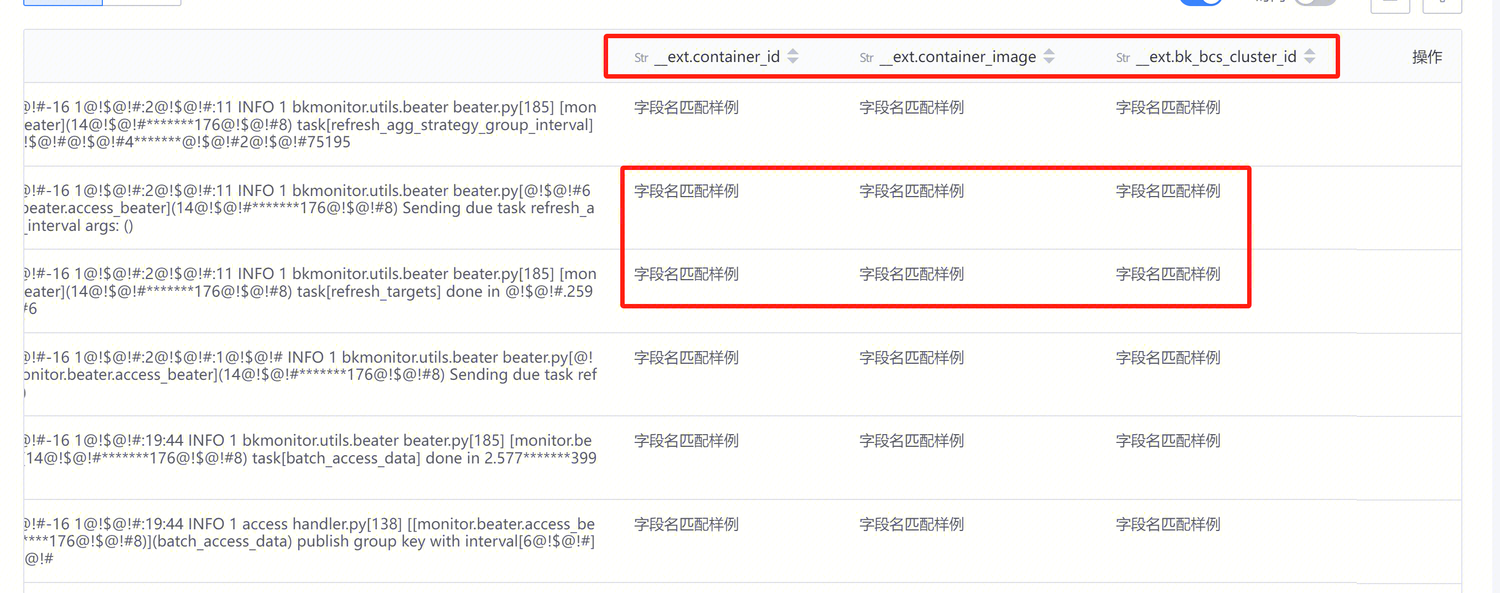 Str __ext.container_id Str __ext.container_image Str __ext.bk_bcs_cluster_id 操作
@!#-16 1@!$@!#:2@!$@!#:11 INFO 1 bkmonitor.utils.beater beater.py[185] [mon
eater](14@!$@!#*******176@!$@!#8) task[refresh_agg_strategy_group_interval]
!$@!#@!$@!#4*******@!$@!#2@!$@!#75195
字段名匹配样例 字段名匹配样例 字段名匹配样例
@!#-16 1@!$@!#:2@!$@!#:11 INFO 1 bkmonitor.utils.beater beater.py[@!$@!#6
beater.access_beater](14@!$@!#*******176@!$@!#8) Sending due task refresh_a
_interval args: ()
字段名匹配样例 字段名匹配样例 字段名匹配样例
@!#-16 1@!$@!#:2@!$@!#:11 INFO 1 bkmonitor.utils.beater beater.py[185] [mon
eater](14@!$@!#*******176@!$@!#8) task[refresh_targets] done in @!$@!#.259
#6
字段名匹配样例 字段名匹配样例 字段名匹配样例
@!#-16 1@!$@!#:2@!$@!#:1@!$@!# INFO 1 bkmonitor.utils.beater beater.py[@!
onitor.beater.access_beater](14@!$@!#*******176@!$@!#8) Sending due task ref
)
字段名匹配样例 字段名匹配样例 字段名匹配样例
@!#-16 1@!$@!#:19:44 INFO 1 bkmonitor.utils.beater beater.py[185] [monitor.be
(14@!$@!#*******176@!$@!#8) task[batch_access_data] done in 2.577*******399
字段名匹配样例 字段名匹配样例 字段名匹配样例
@!#-16 1@!$@!#:19:44 INFO 1 access handler.py[138] [[monitor.beater.access_be
****176@!$@!#8)](batch_access_data) publish group key with interval[6@!$@!#]
@!#
字段名匹配样例 字段名匹配样例 字段名匹配样例